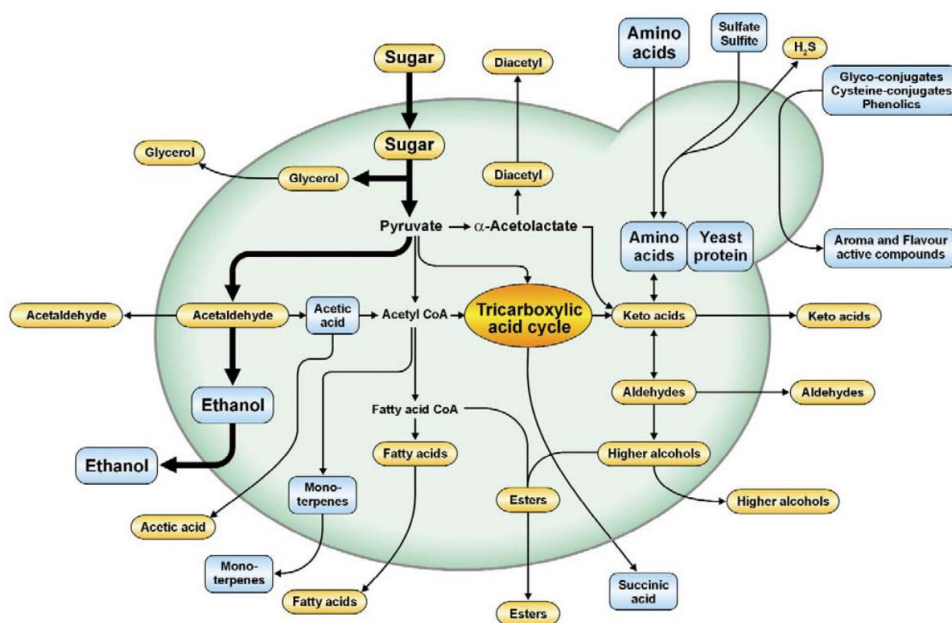 Sugar
Diacetyl
Amino
acids
Sulfate
Sulfite
H₂S
Glyco-conjugates
Cysteine-conjugates
Phenolics
Sugar
Glycerol
Glycerol
Diacetyl
Pyruvate
α-Acetolactate
Amino
acids
Yeast
protein
Aroma and Flavour
active compounds
Acetaldehyde
Acetaldehyde
Acetic
acid
Acetyl CoA
Tricarboxylic
acid cycle
Keto acids
Keto acids
Ethanol
Fatty acid CoA
Aldehydes
Aldehydes
Ethanol
Fatty acids
Higher alcohols
Mono-
terpenes
Esters
Higher alcohols
Acetic acid
Mono-
terpenes
Fatty acids
Esters
Succinic
acid